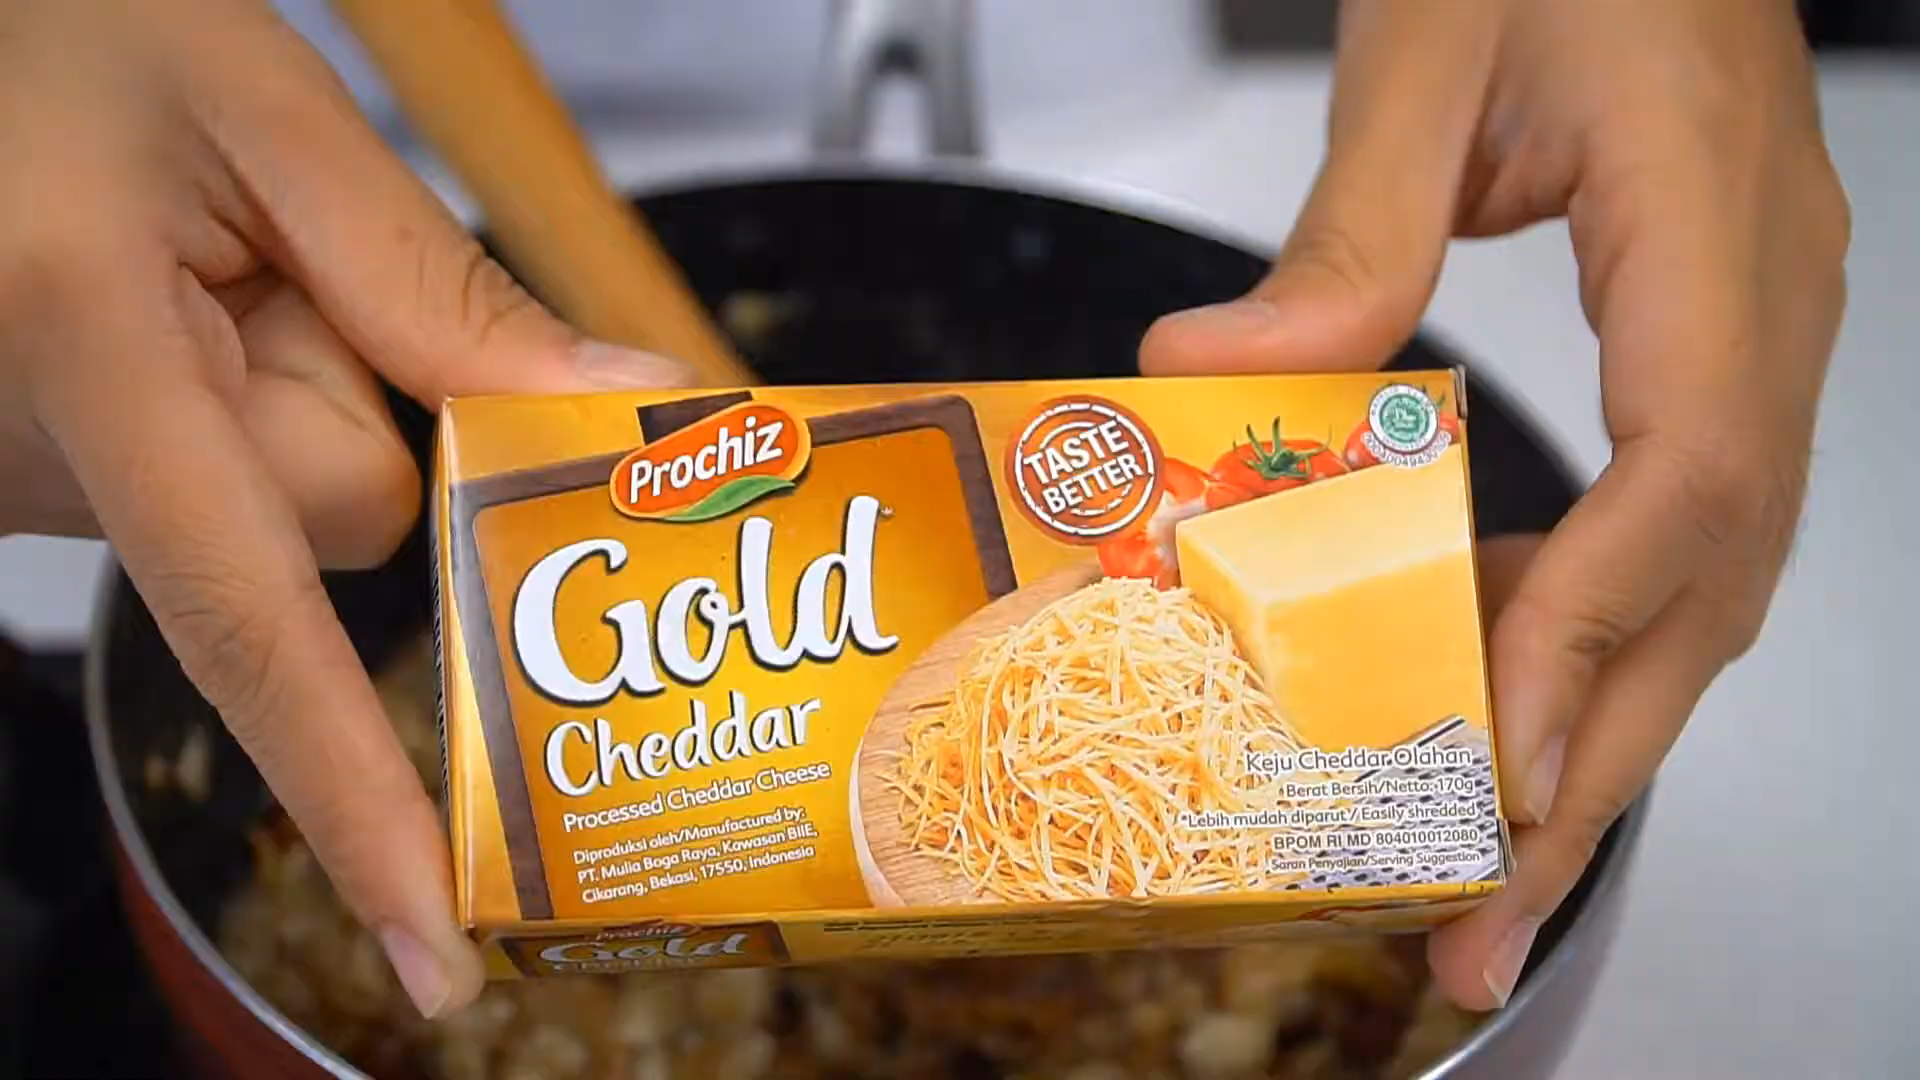 Prochiz
Gold
Cheddar
Processed Cheddar Cheese
Diproduksi oleh/Manufactured by:
PT. Mulia Boga Raya, Kawasan BIIE,
Cikarang, Bekasi, 17550, Indonesia
TASTE
BETTER
Keju Cheddar Olahan
Berat Bersih/Netto: 170g
*Lebih mudah diparut / Easily shredded
BPOM RI MD 804010012080
Saran Penyajian/Serving Suggestion
Prochiz
Gold
Cheddar